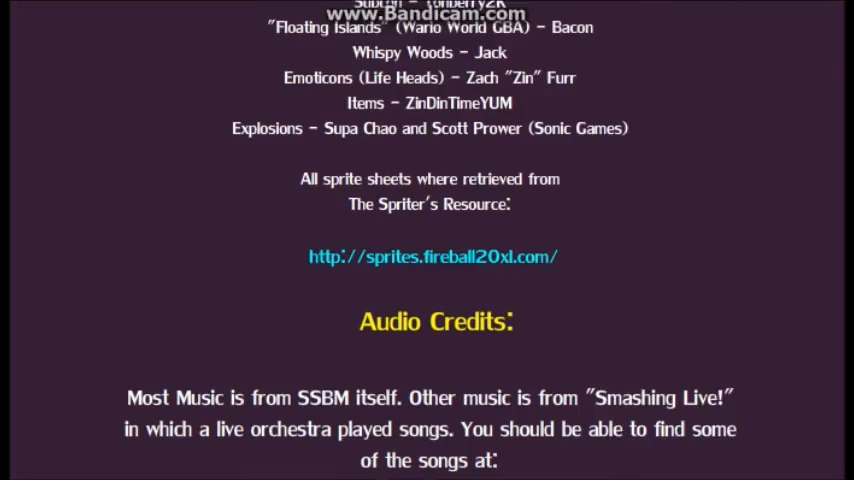 www.Bandicam.com
"Floating Islands" (Wario World GBA) - Bacon
Whispy Woods - Jack
Emoticons (Life Heads) - Zach "Zin" Furr
Items - ZinDinTimeYUM
Explosions - Supa Chao and Scott Prower (Sonic Games)
All sprite sheets where retrieved from
The Spriter's Resource:
http://sprites.fireball20xl.com/
Audio Credits:
Most Music is from SSBM itself. Other music is from "Smashing Live!"
in which a live orchestra played songs. You should be able to find some
of the songs at: